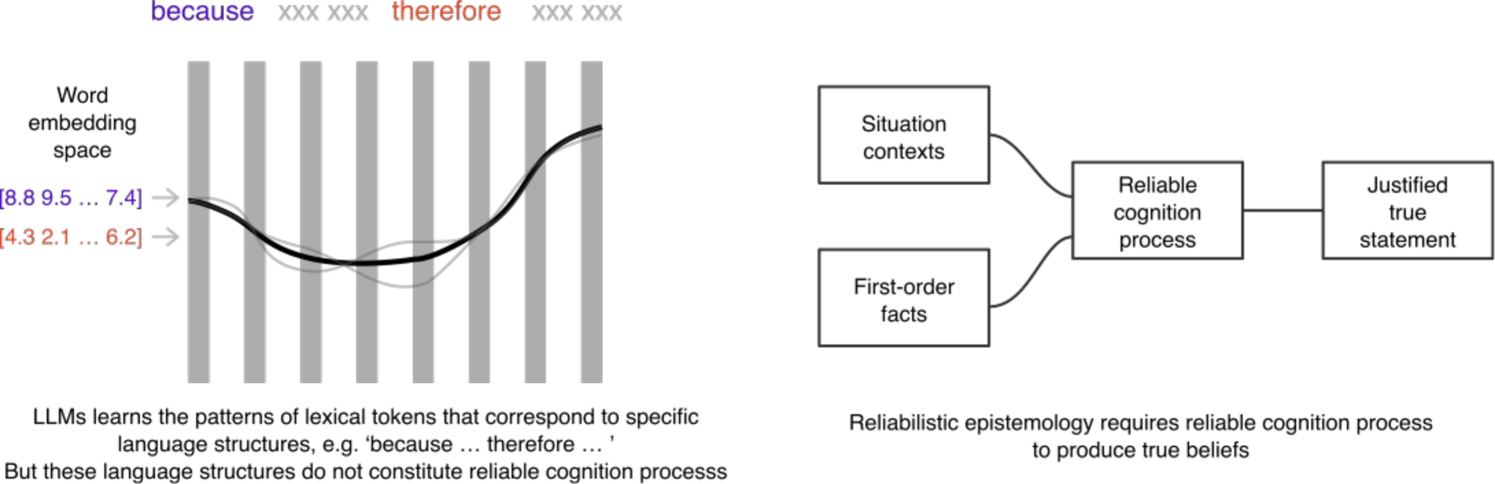 because xxx xxx therefore xxx xxx
Word
embedding
space
[8.8 9.5 … 7.4]
[4.3 2.1 … 6.2]
LLMs learns the patterns of lexical tokens that correspond to specific
language structures, e.g. ‘because … therefore … ’
But these language structures do not constitute reliable cognition processs
Situation
contexts
First-order
facts
Reliable
cognition
process
Justified
true
statement
Reliabilistic epistemology requires reliable cognition process
to produce true beliefs